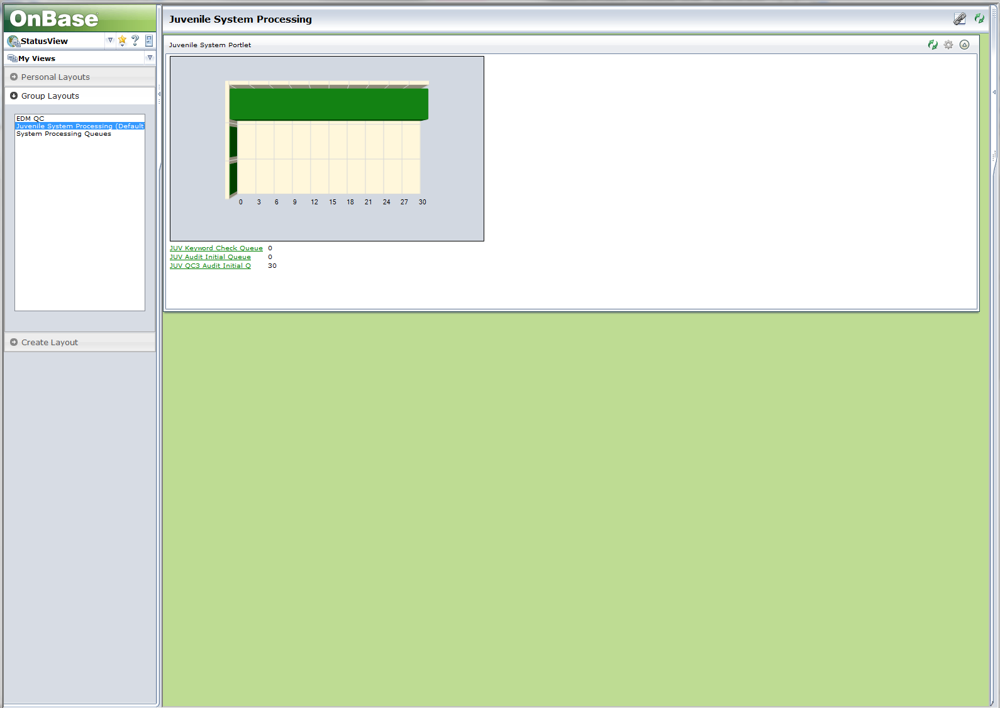 OnBase
StatusView
My Views
Personal Layouts
Group Layouts
EDM QC
Juvenile System Processing (Default
System Processing Queues
Create Layout
Juvenile System Processing
Juvenile System Portlet
0 3 6 9 12 15 18 21 24 27 30
JUV Keyword Check Queue 0
JUV Audit Initial Queue 0
JUV QC3 Audit Initial Q 30